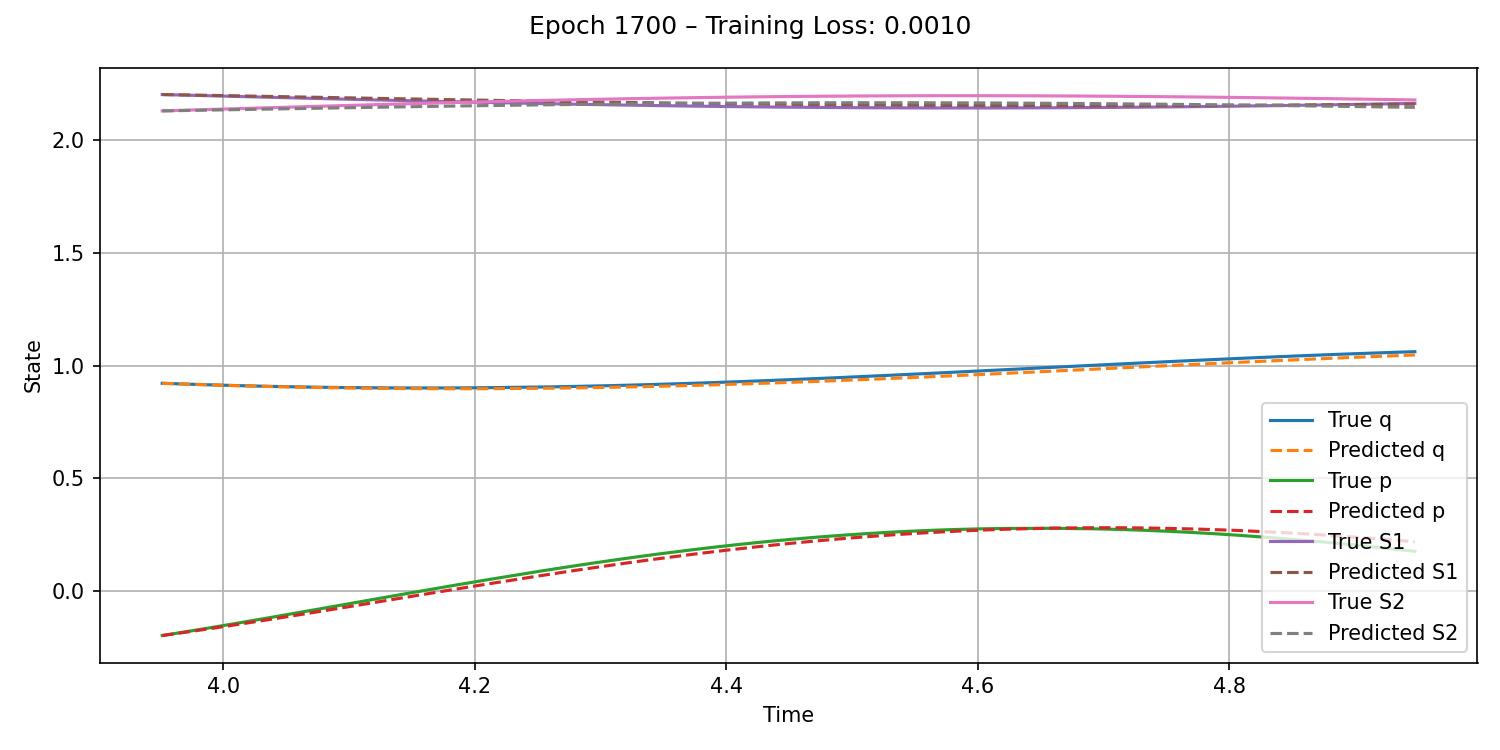 Epoch 1700 – Training Loss: 0.0010
State
2.0
1.5
1.0
0.5
0.0
True q
Predicted q
True p
Predicted p
True S1
Predicted S1
True S2
Predicted S2
4.0 4.2 4.4 4.6 4.8
Time